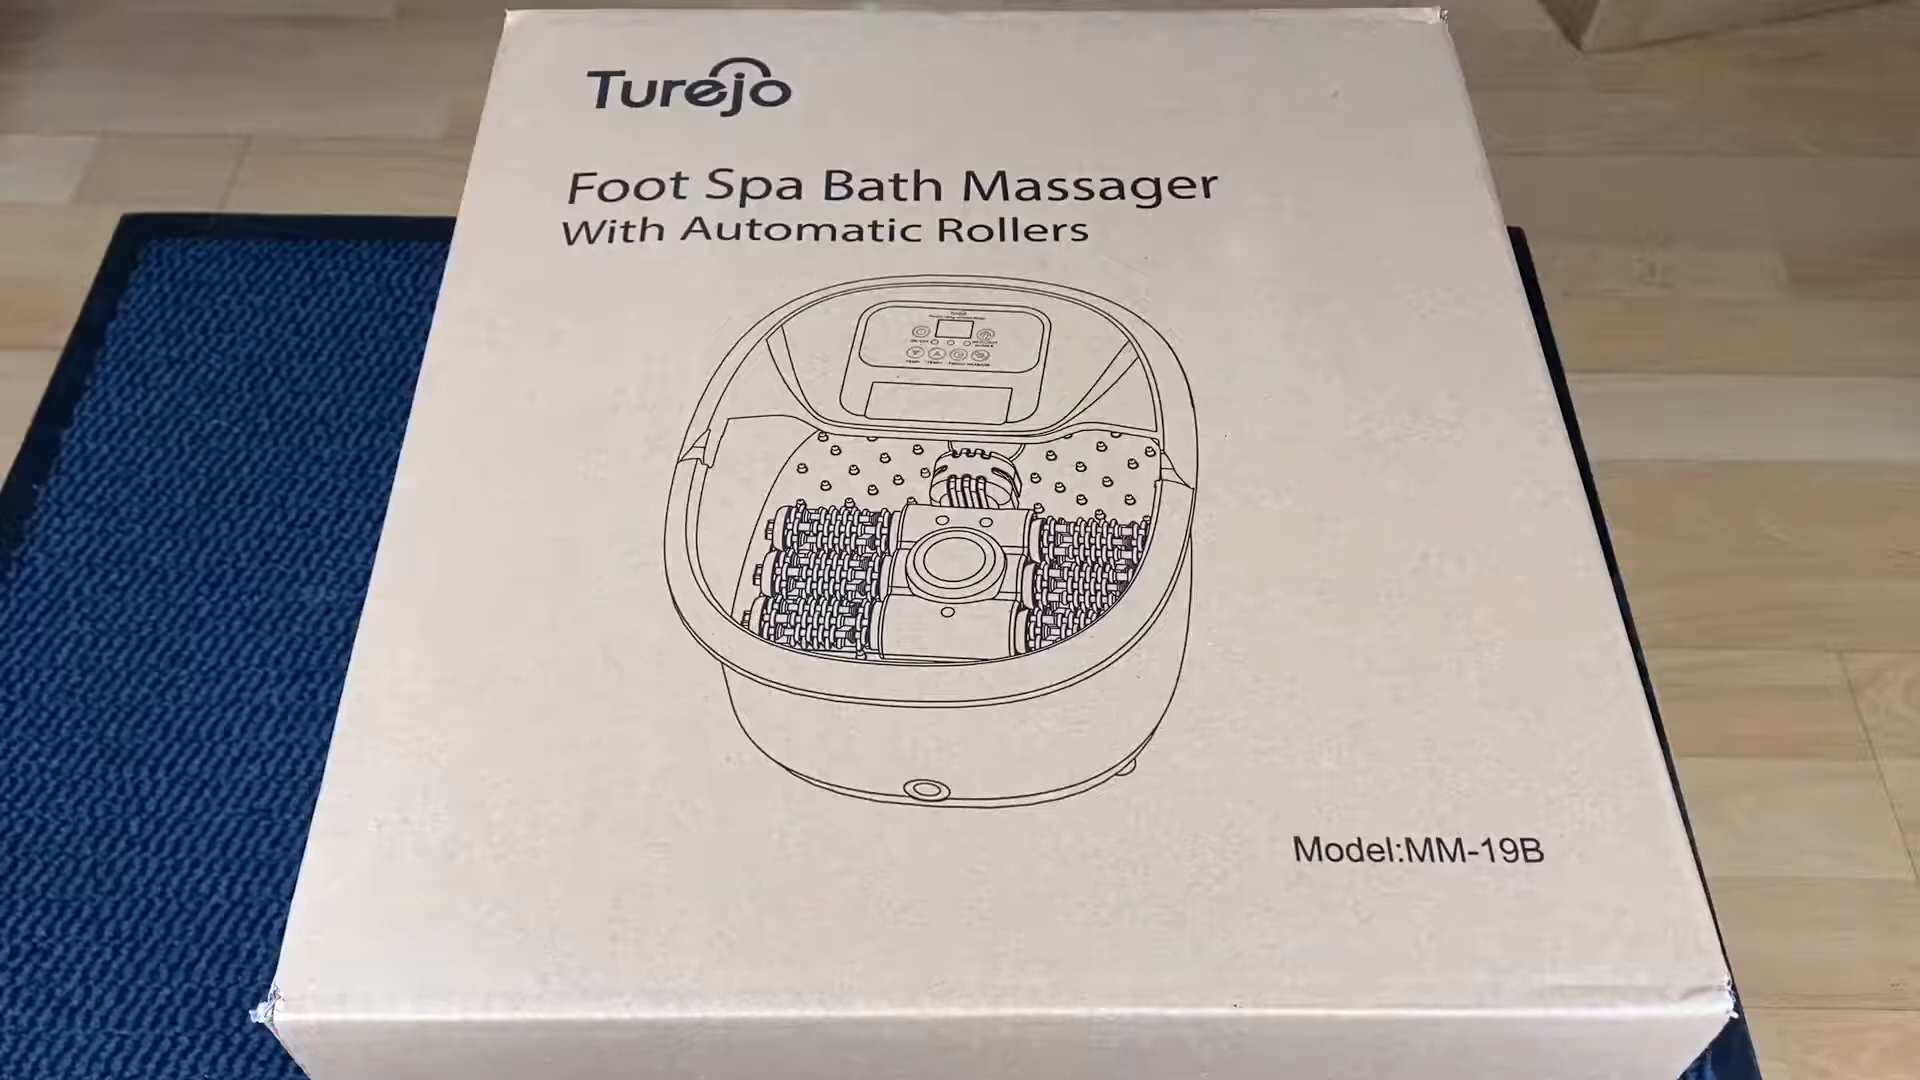 Turejo
Foot Spa Bath Massager
With Automatic Rollers
Model:MM-19B